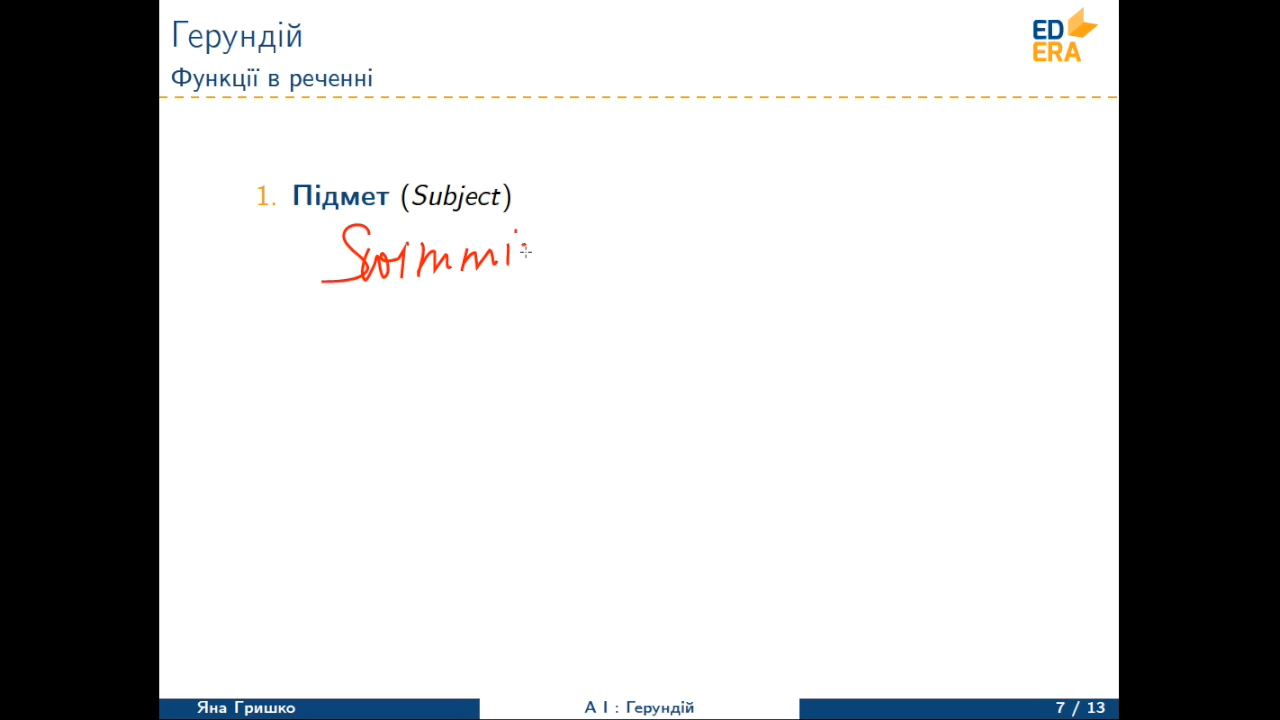 Герундій
ED
ERA
Функції в реченні
1. Підмет (Subject)
Swimmi
Яна Гришко
А І : Герундій
7 / 13